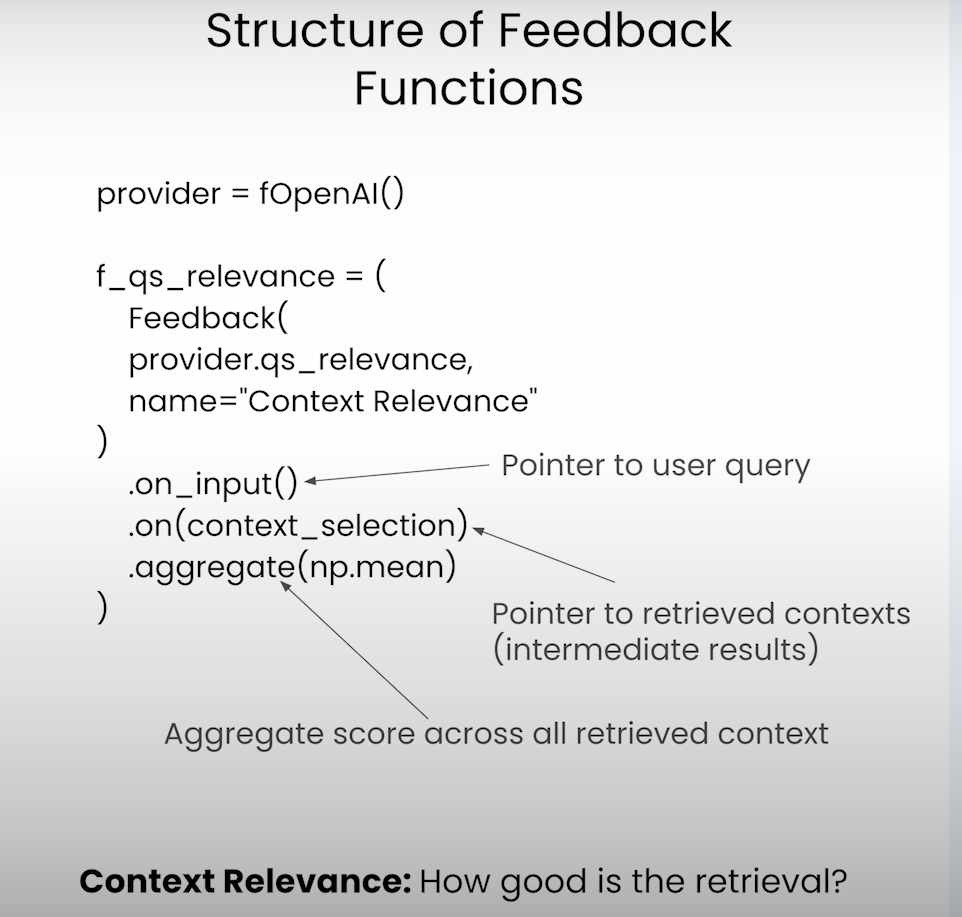 Structure of Feedback
Functions
provider = fOpenAI()
f_qs_relevance = (
Feedback(
provider.qs_relevance,
name="Context Relevance"
)
.on_input()
Pointer to user query
.on(context_selection)
.aggregate(np.mean)
)
Pointer to retrieved contexts
(intermediate results)
Aggregate score across all retrieved context
Context Relevance: How good is the retrieval?